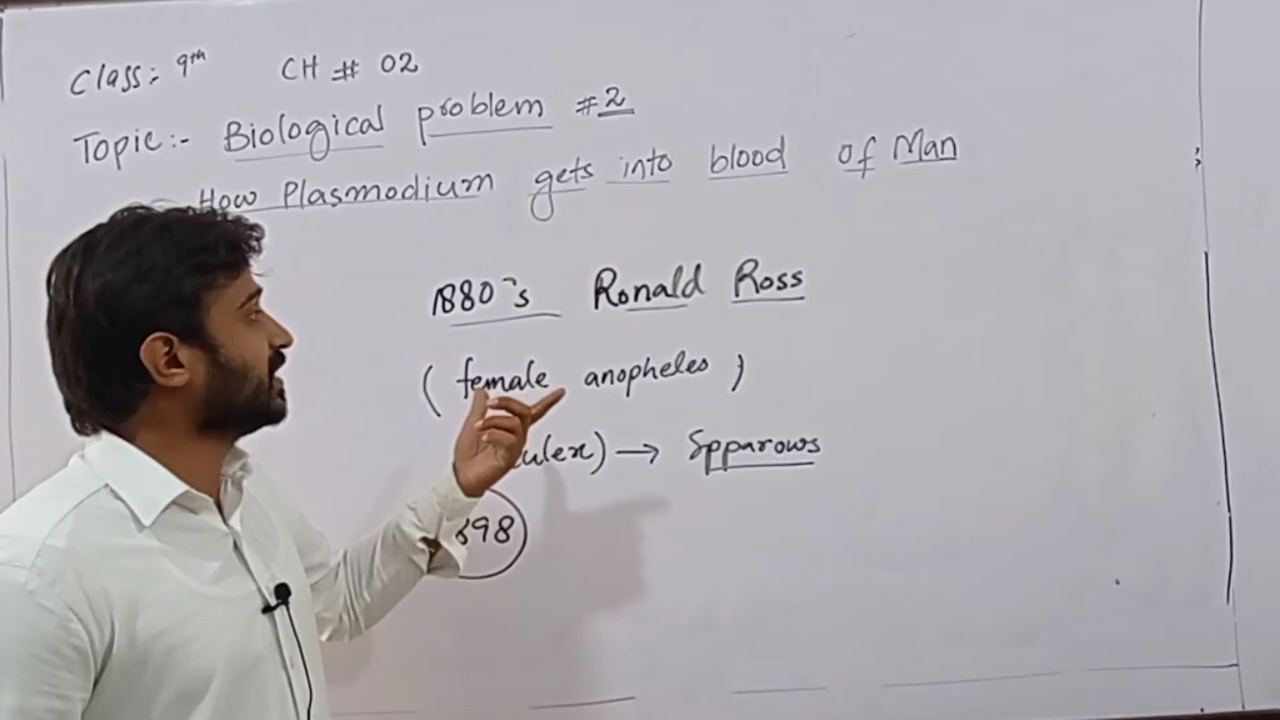 Class: 9th CH # 02
Topic:- Biological problem #2
How Plasmodium gets into blood of Man
1880's Ronald Ross
( female anopheles )
ulex) → Spparows
98